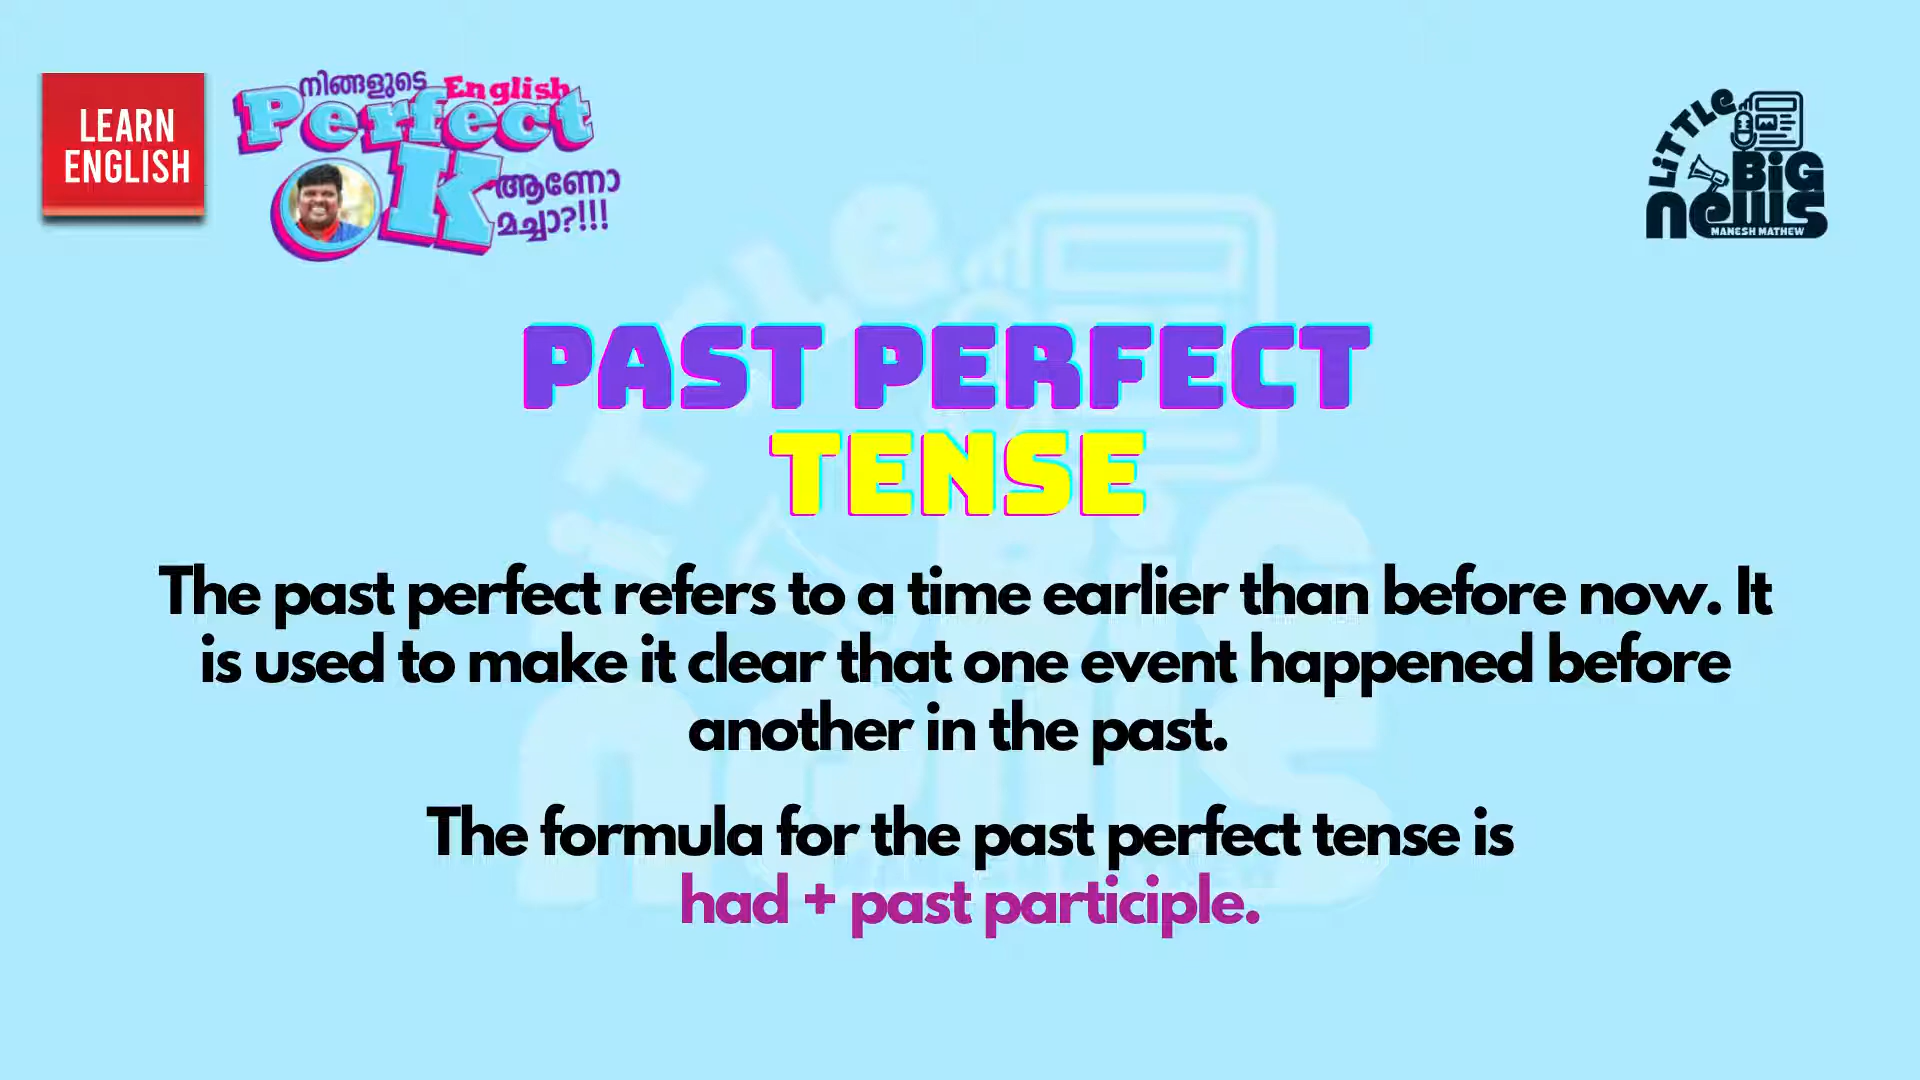 LEARN
ENGLISH
നിങ്ങളുടെ English
Perfect
OK ആണോ
മച്ചാ?!!!
LiTTLe
BiG
news
MANESH MATHEW
PAST PERFECT
TENSE
The past perfect refers to a time earlier than before now. It
is used to make it clear that one event happened before
another in the past.
The formula for the past perfect tense is
had + past participle.